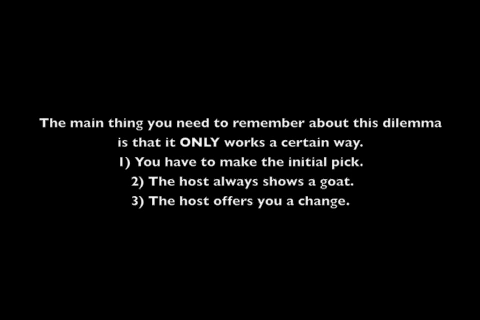 The main thing you need to remember about this dilemma
is that it ONLY works a certain way.
1) You have to make the initial pick.
2) The host always shows a goat.
3) The host offers you a change.